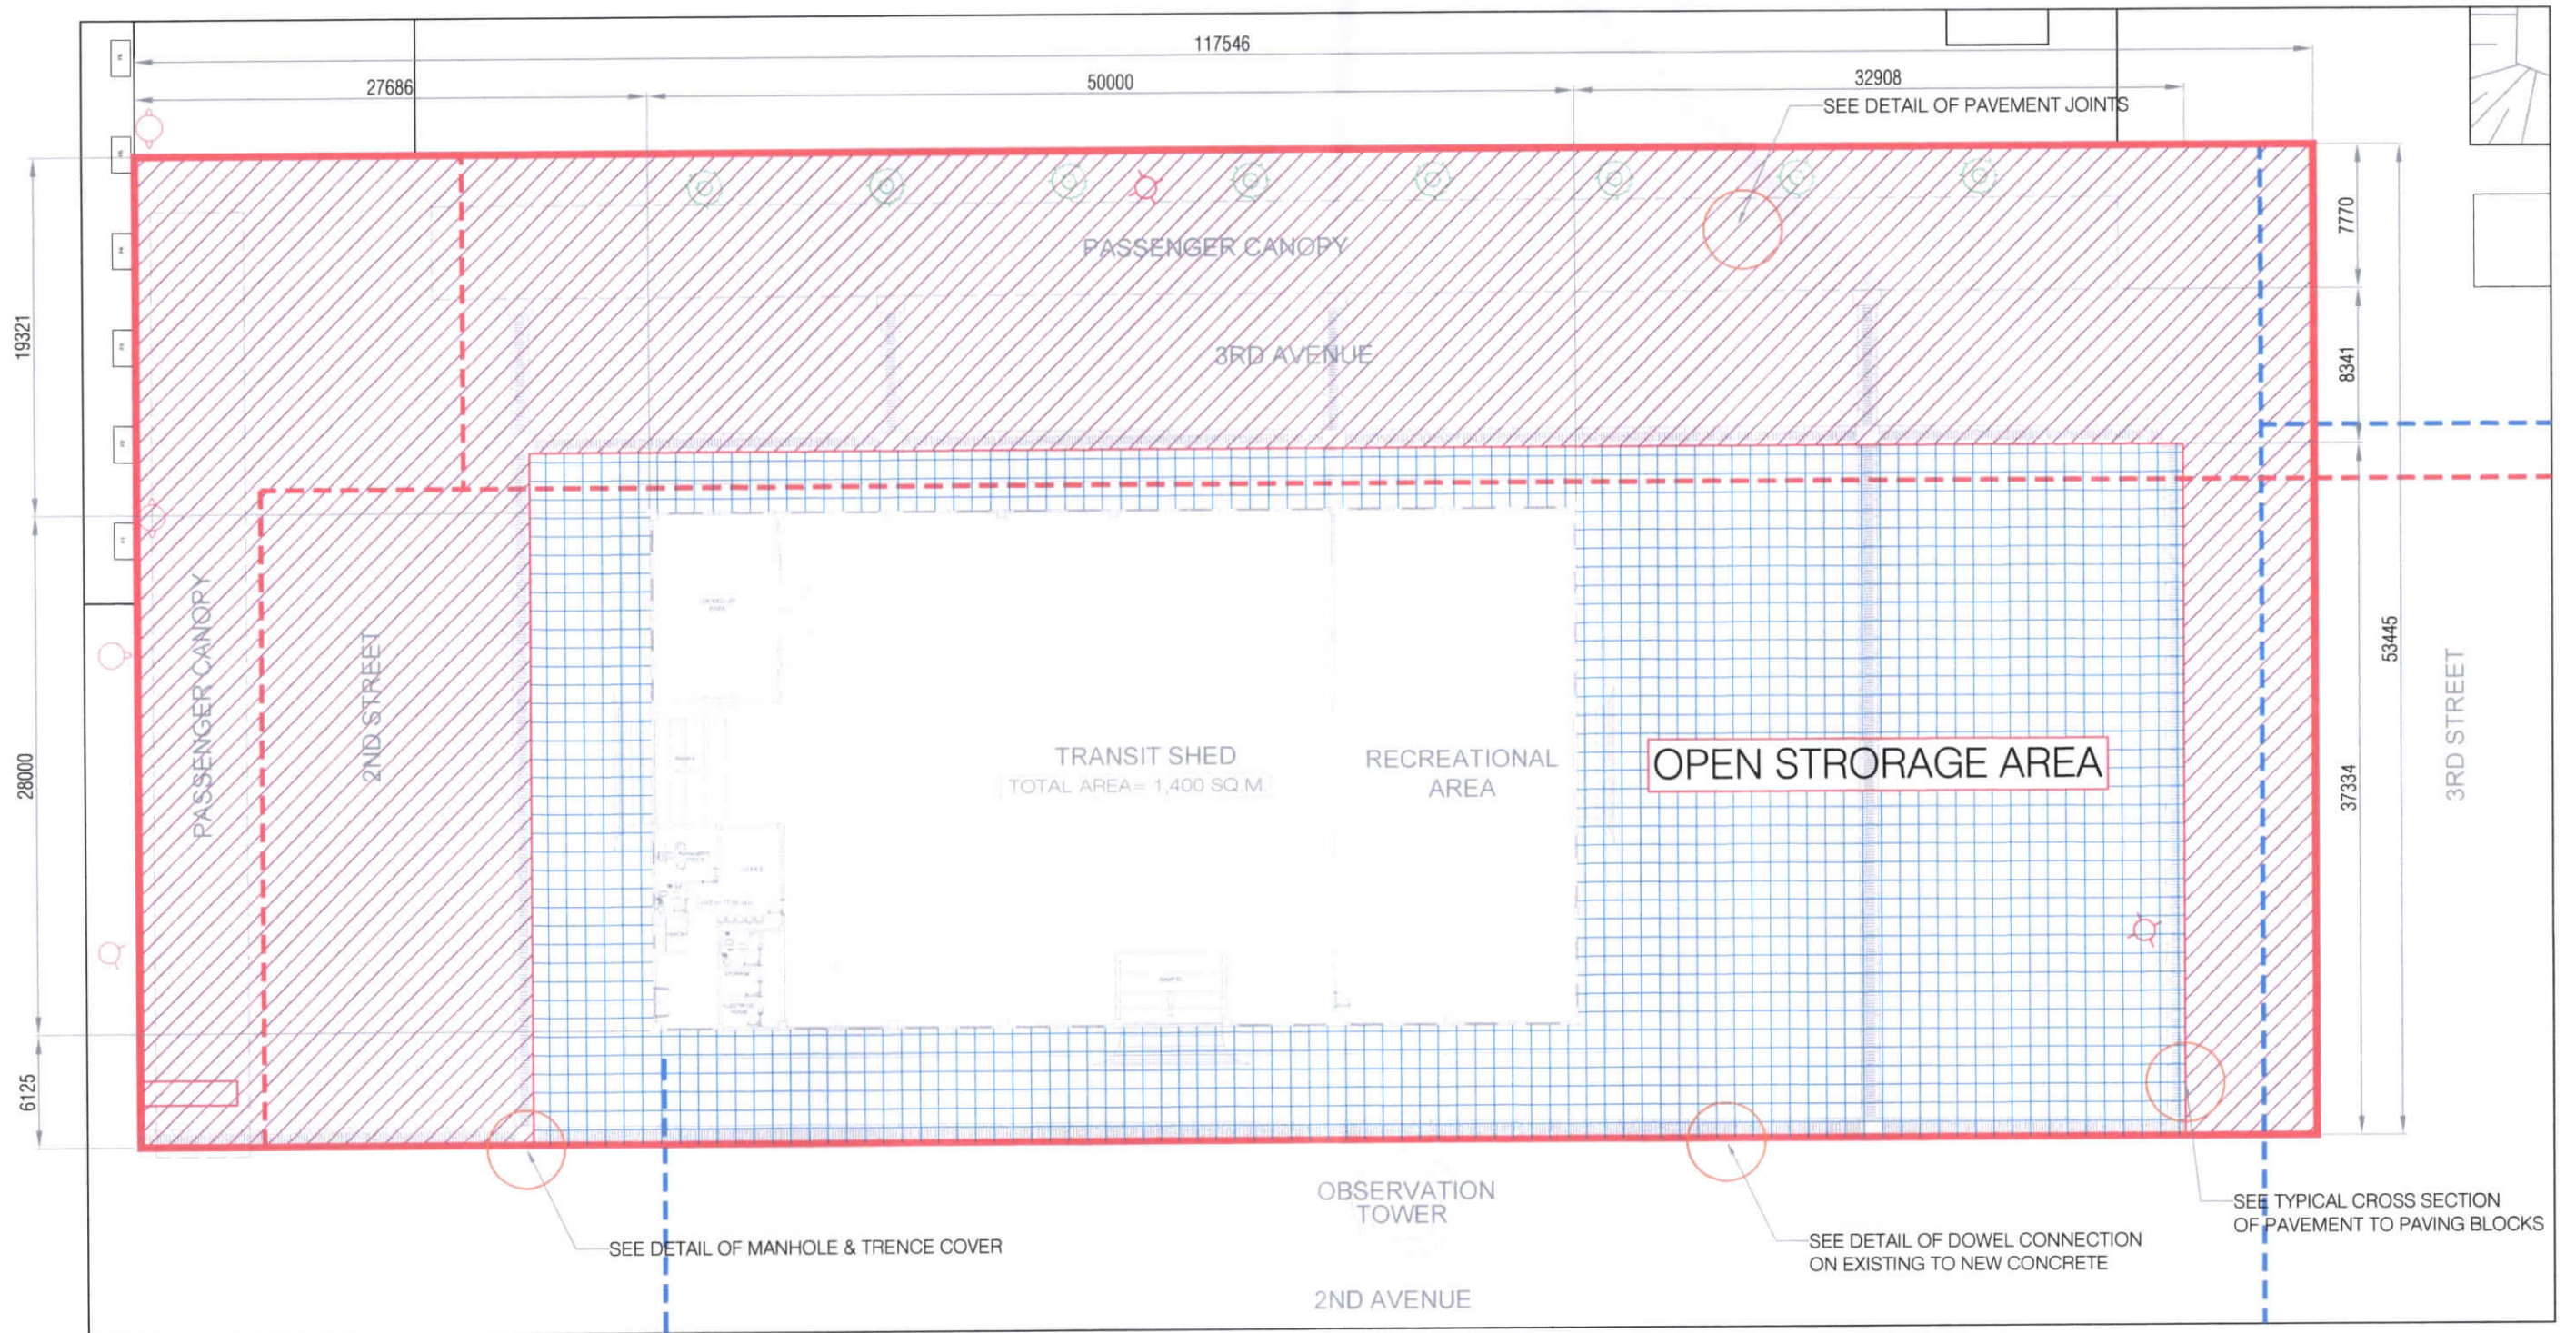 117546
27686
50000
32908
SEE DETAIL OF PAVEMENT JOINTS
7770
PASSENGER CANOPY
19321
3RD AVENUE
8341
53445
PASSENGER CANOPY
2ND STREET
3RD STREET
28000
TRANSIT SHED
TOTAL AREA= 1,400 SQ.M.
RECREATIONAL
AREA
OPEN STRORAGE AREA
37334
6125
OBSERVATION
TOWER
SEE TYPICAL CROSS SECTION
OF PAVEMENT TO PAVING BLOCKS
SEE DETAIL OF MANHOLE & TRENCE COVER
SEE DETAIL OF DOWEL CONNECTION
ON EXISTING TO NEW CONCRETE
2ND AVENUE